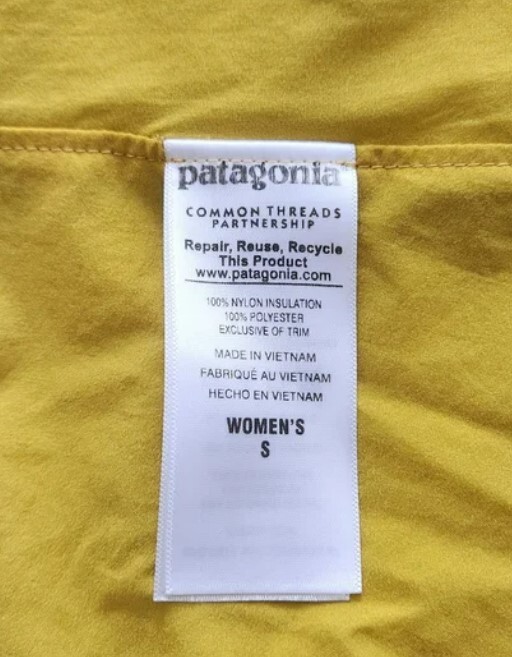 patagonia
COMMON THREADS
PARTNERSHIP
Repair, Reuse, Recycle
This Product
www.patagonia.com
100% NYLON INSULATION
100% POLYESTER
EXCLUSIVE OF TRIM
MADE IN VIETNAM
FABRIQUÉ AU VIETNAM
HECHO EN VIETNAM
WOMEN'S
S